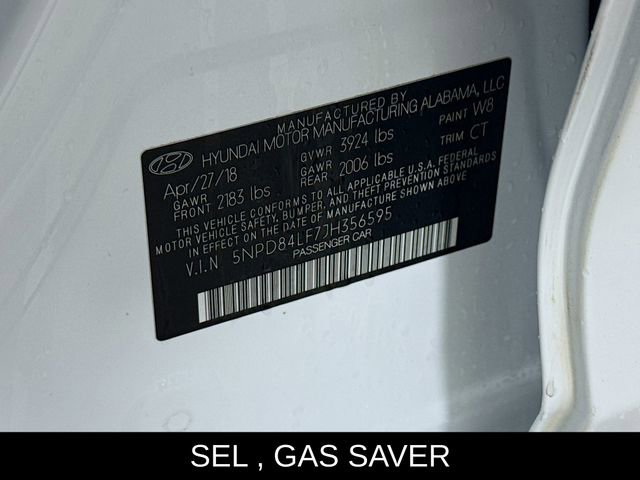 MANUFACTURED BY
HYUNDAI MOTOR MANUFACTURING ALABAMA, LLC
Apr/27/18 GVWR 3924 lbs PAINT W8
GAWR FRONT 2183 lbs GAWR REAR 2006 lbs TRIM CT
THIS VEHICLE CONFORMS TO ALL APPLICABLE U.S.A. FEDERAL
MOTOR VEHICLE SAFETY, BUMPER, AND THEFT PREVENTION STANDARDS
IN EFFECT ON THE DATE OF MANUFACTURE SHOWN ABOVE.
V.I.N 5NPD84LF7JH356595
PASSENGER CAR
SEL , GAS SAVER